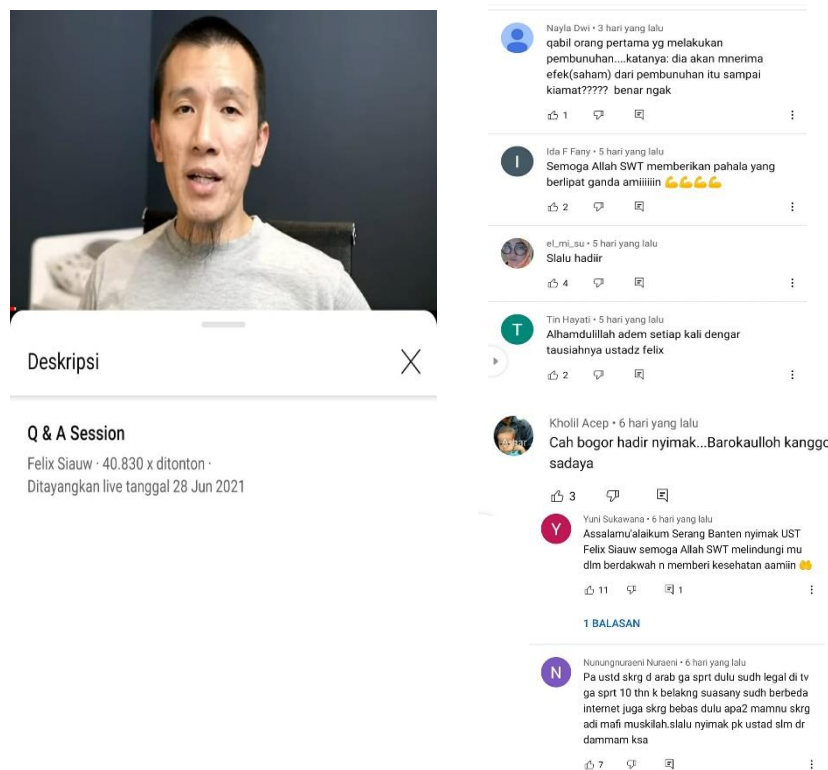 Deskripsi
Q & A Session
Felix Siauw · 40.830 x ditonton ·
Ditayangkan live tanggal 28 Jun 2021
Nayla Dwi • 3 hari yang lalu
qabil orang pertama yg melakukan
pembunuhan....katanya: dia akan mnerima
efek(saham) dari pembunuhan itu sampai
kiamat????? benar ngak
1
I
Ida F Fany • 5 hari yang lalu
Semoga Allah SWT memberikan pahala yang
berlipat ganda amiiiiiin 💪💪💪💪
2
el_mi_su • 5 hari yang lalu
Slalu hadiir
4
T
Tin Hayati • 5 hari yang lalu
Alhamdulillah adem setiap kali dengar
tausiahnya ustadz felix
2
Kholil Acep • 6 hari yang lalu
Cah bogor hadir nyimak...Barokaulloh kanggo
sadaya
3
Y
Yuni Sukawana • 6 hari yang lalu
Assalamu'alaikum Serang Banten nyimak UST
Felix Siauw semoga Allah SWT melindungi mu
dlm berdakwah n memberi kesehatan aamiin 🤲
11 1
1 BALASAN
N
Nunungnuraeni Nuraeni • 6 hari yang lalu
Pa ustd skrg d arab ga sprt dulu sudh legal di tv
ga sprt 10 thn k belakng suasany sudh berbeda
internet juga skrg bebas dulu apa2 mamnu skrg
adi mafi muskilah.slalu nyimak pk ustad slm dr
dammam ksa
7